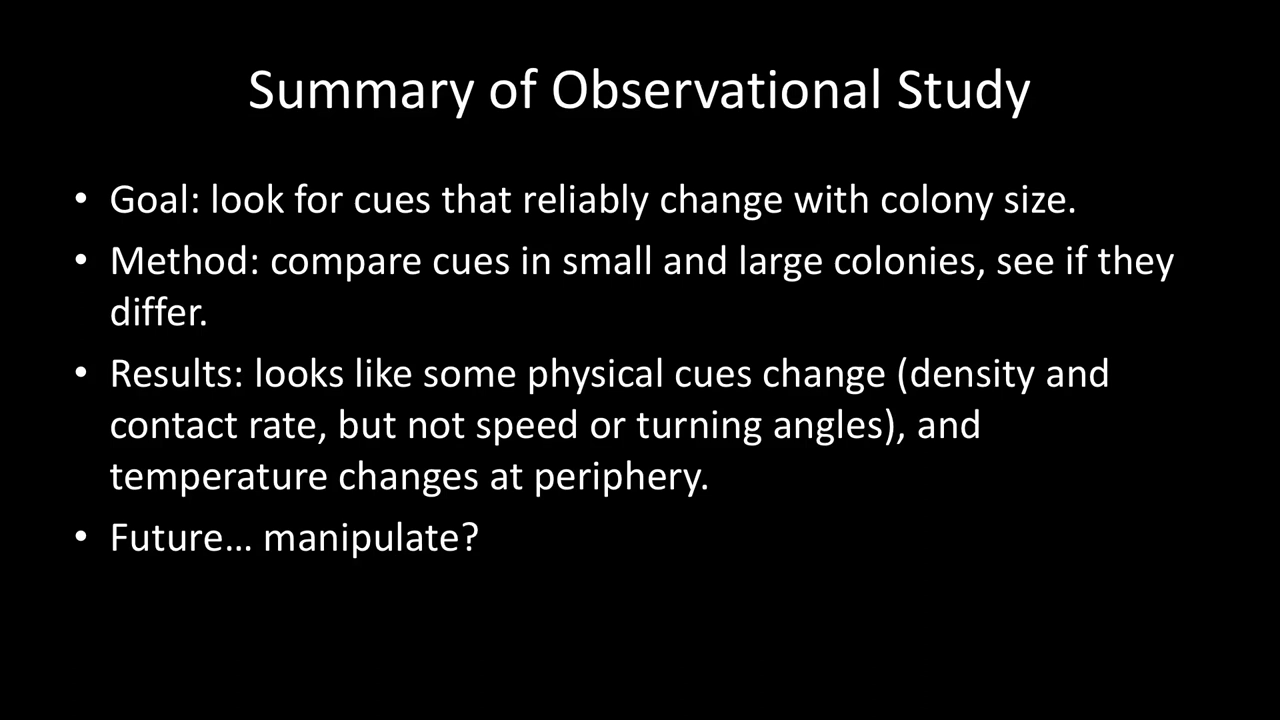 Summary of Observational Study
• Goal: look for cues that reliably change with colony size.
• Method: compare cues in small and large colonies, see if they
differ.
• Results: looks like some physical cues change (density and
contact rate, but not speed or turning angles), and
temperature changes at periphery.
• Future… manipulate?